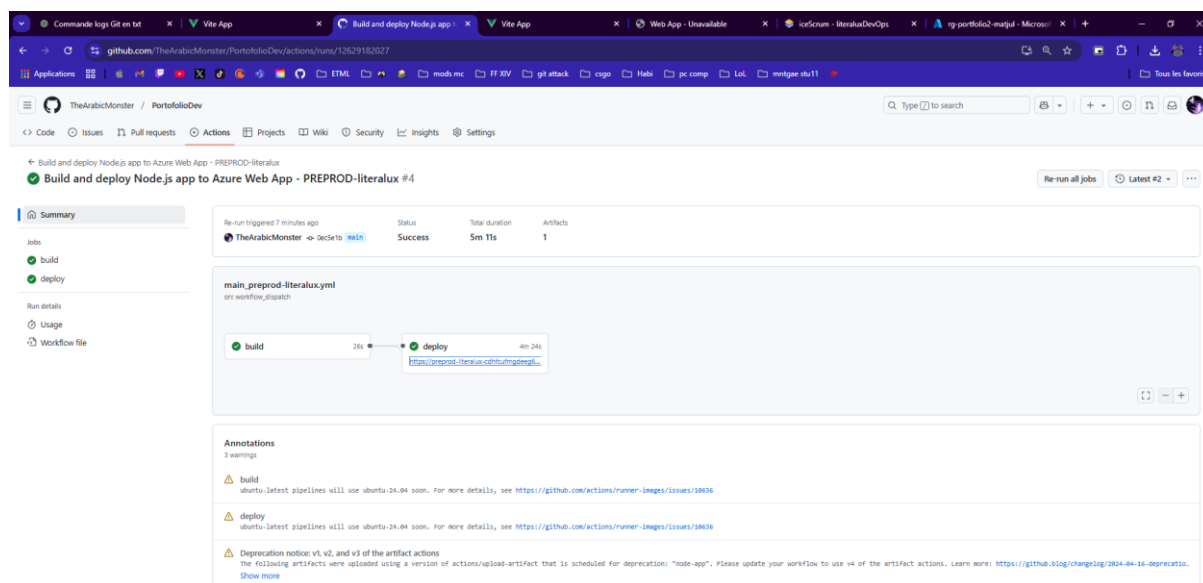 Commande logs Git en txt
Vite App
Build and deploy Node.js app t
Vite App
Web App - Unavailable
iceScrum - literaluxDevOps
rg-portfolio2-matjul - Microsof
github.com/TheArabicMonster/PortofolioDev/actions/runs/12629182027
Applications
ETML
mods mc
FF XIV
git attack
csgo
Habi
pc comp
LoL
mntgae stu11
Tous les favoris
TheArabicMonster / PortofolioDev
Type / to search
Code
Issues
Pull requests
Actions
Projects
Wiki
Security
Insights
Settings
← Build and deploy Node.js app to Azure Web App - PREPROD-literalux
Build and deploy Node.js app to Azure Web App - PREPROD-literalux #4
Re-run all jobs
Latest #2
Summary
Jobs
build
deploy
Run details
Usage
Workflow file
Re-run triggered 7 minutes ago
TheArabicMonster 0ec5e1b main
Status
Success
Total duration
5m 11s
Artifacts
1
main_preprod-literalux.yml
on: workflow_dispatch
build 26s
deploy 4m 24s
https://preprod-literalux-cdhfcufmgdeeg6...
Annotations
3 warnings
build
ubuntu-latest pipelines will use ubuntu-24.04 soon. For more details, see https://github.com/actions/runner-images/issues/10636
deploy
ubuntu-latest pipelines will use ubuntu-24.04 soon. For more details, see https://github.com/actions/runner-images/issues/10636
Deprecation notice: v1, v2, and v3 of the artifact actions
The following artifacts were uploaded using a version of actions/upload-artifact that is scheduled for deprecation: "node-app". Please update your workflow to use v4 of the artifact actions. Learn more: https://github.blog/changelog/2024-04-16-deprecatio…
Show more